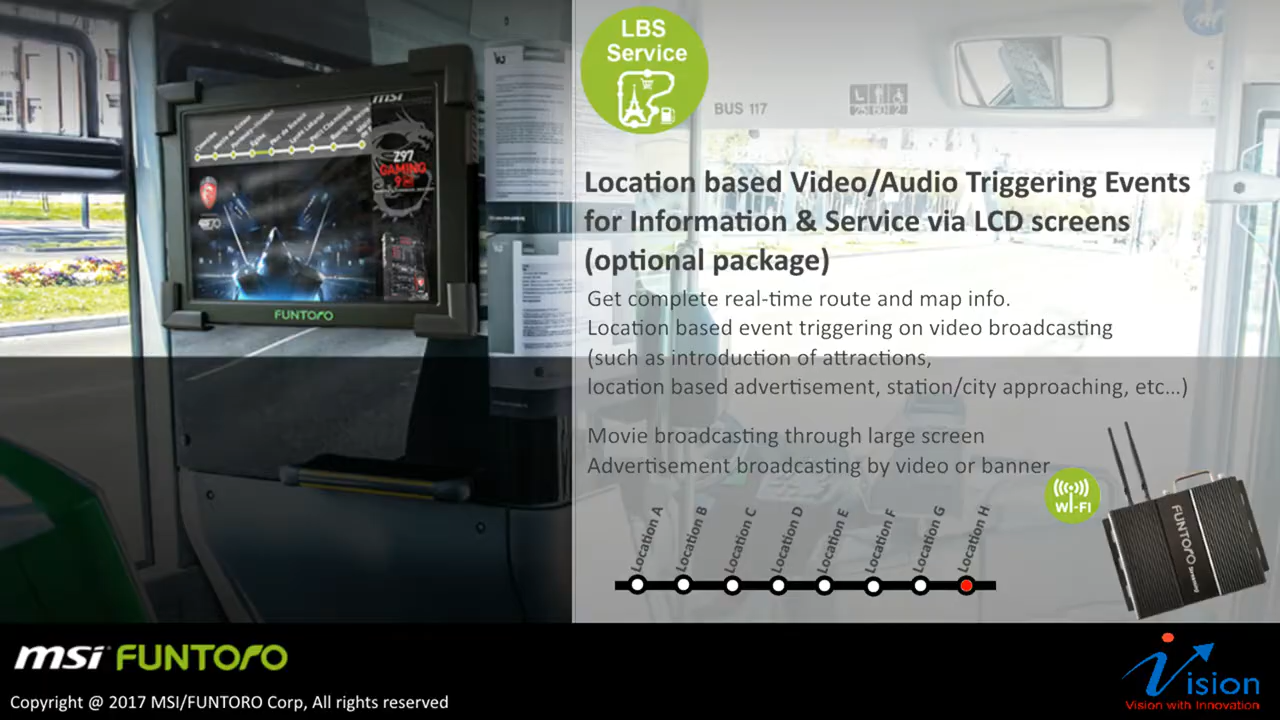 LBS
Service
BUS 117
msi
Z97
GAMING
FUNTORO
Location based Video/Audio Triggering Events
for Information & Service via LCD screens
(optional package)
Get complete real-time route and map info.
Location based event triggering on video broadcasting
(such as introduction of attractions,
location based advertisement, station/city approaching, etc...)
Movie broadcasting through large screen
Advertisement broadcasting by video or banner
WI-FI
Location A
Location B
Location C
Location D
Location E
Location F
Location G
Location H
FUNTORO Streaming
msi FUNTORO
Copyright @ 2017 MSI/FUNTORO Corp, All rights reserved
iVision
Vision with Innovation